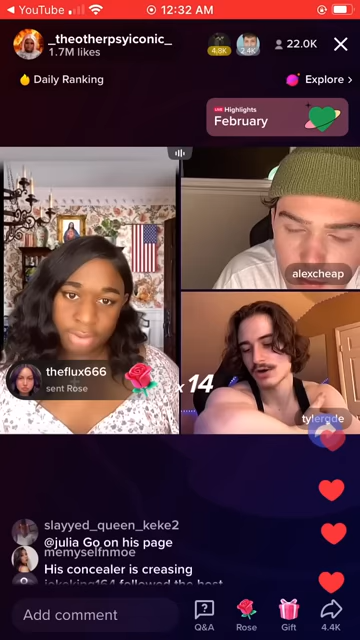 YouTube
12:32 AM
_theotherpsyiconic_
1.7M likes
4.8K
2.4K
22.0K
Daily Ranking
Explore >
LIVE Highlights
February
alexcheap
theflux666
sent Rose
x 14
slayyed_queen_keke2
@julia Go on his page
memyselfnmoe
His concealer is creasing
followed the host
Add comment
Q&A
Rose
Gift
4.4K